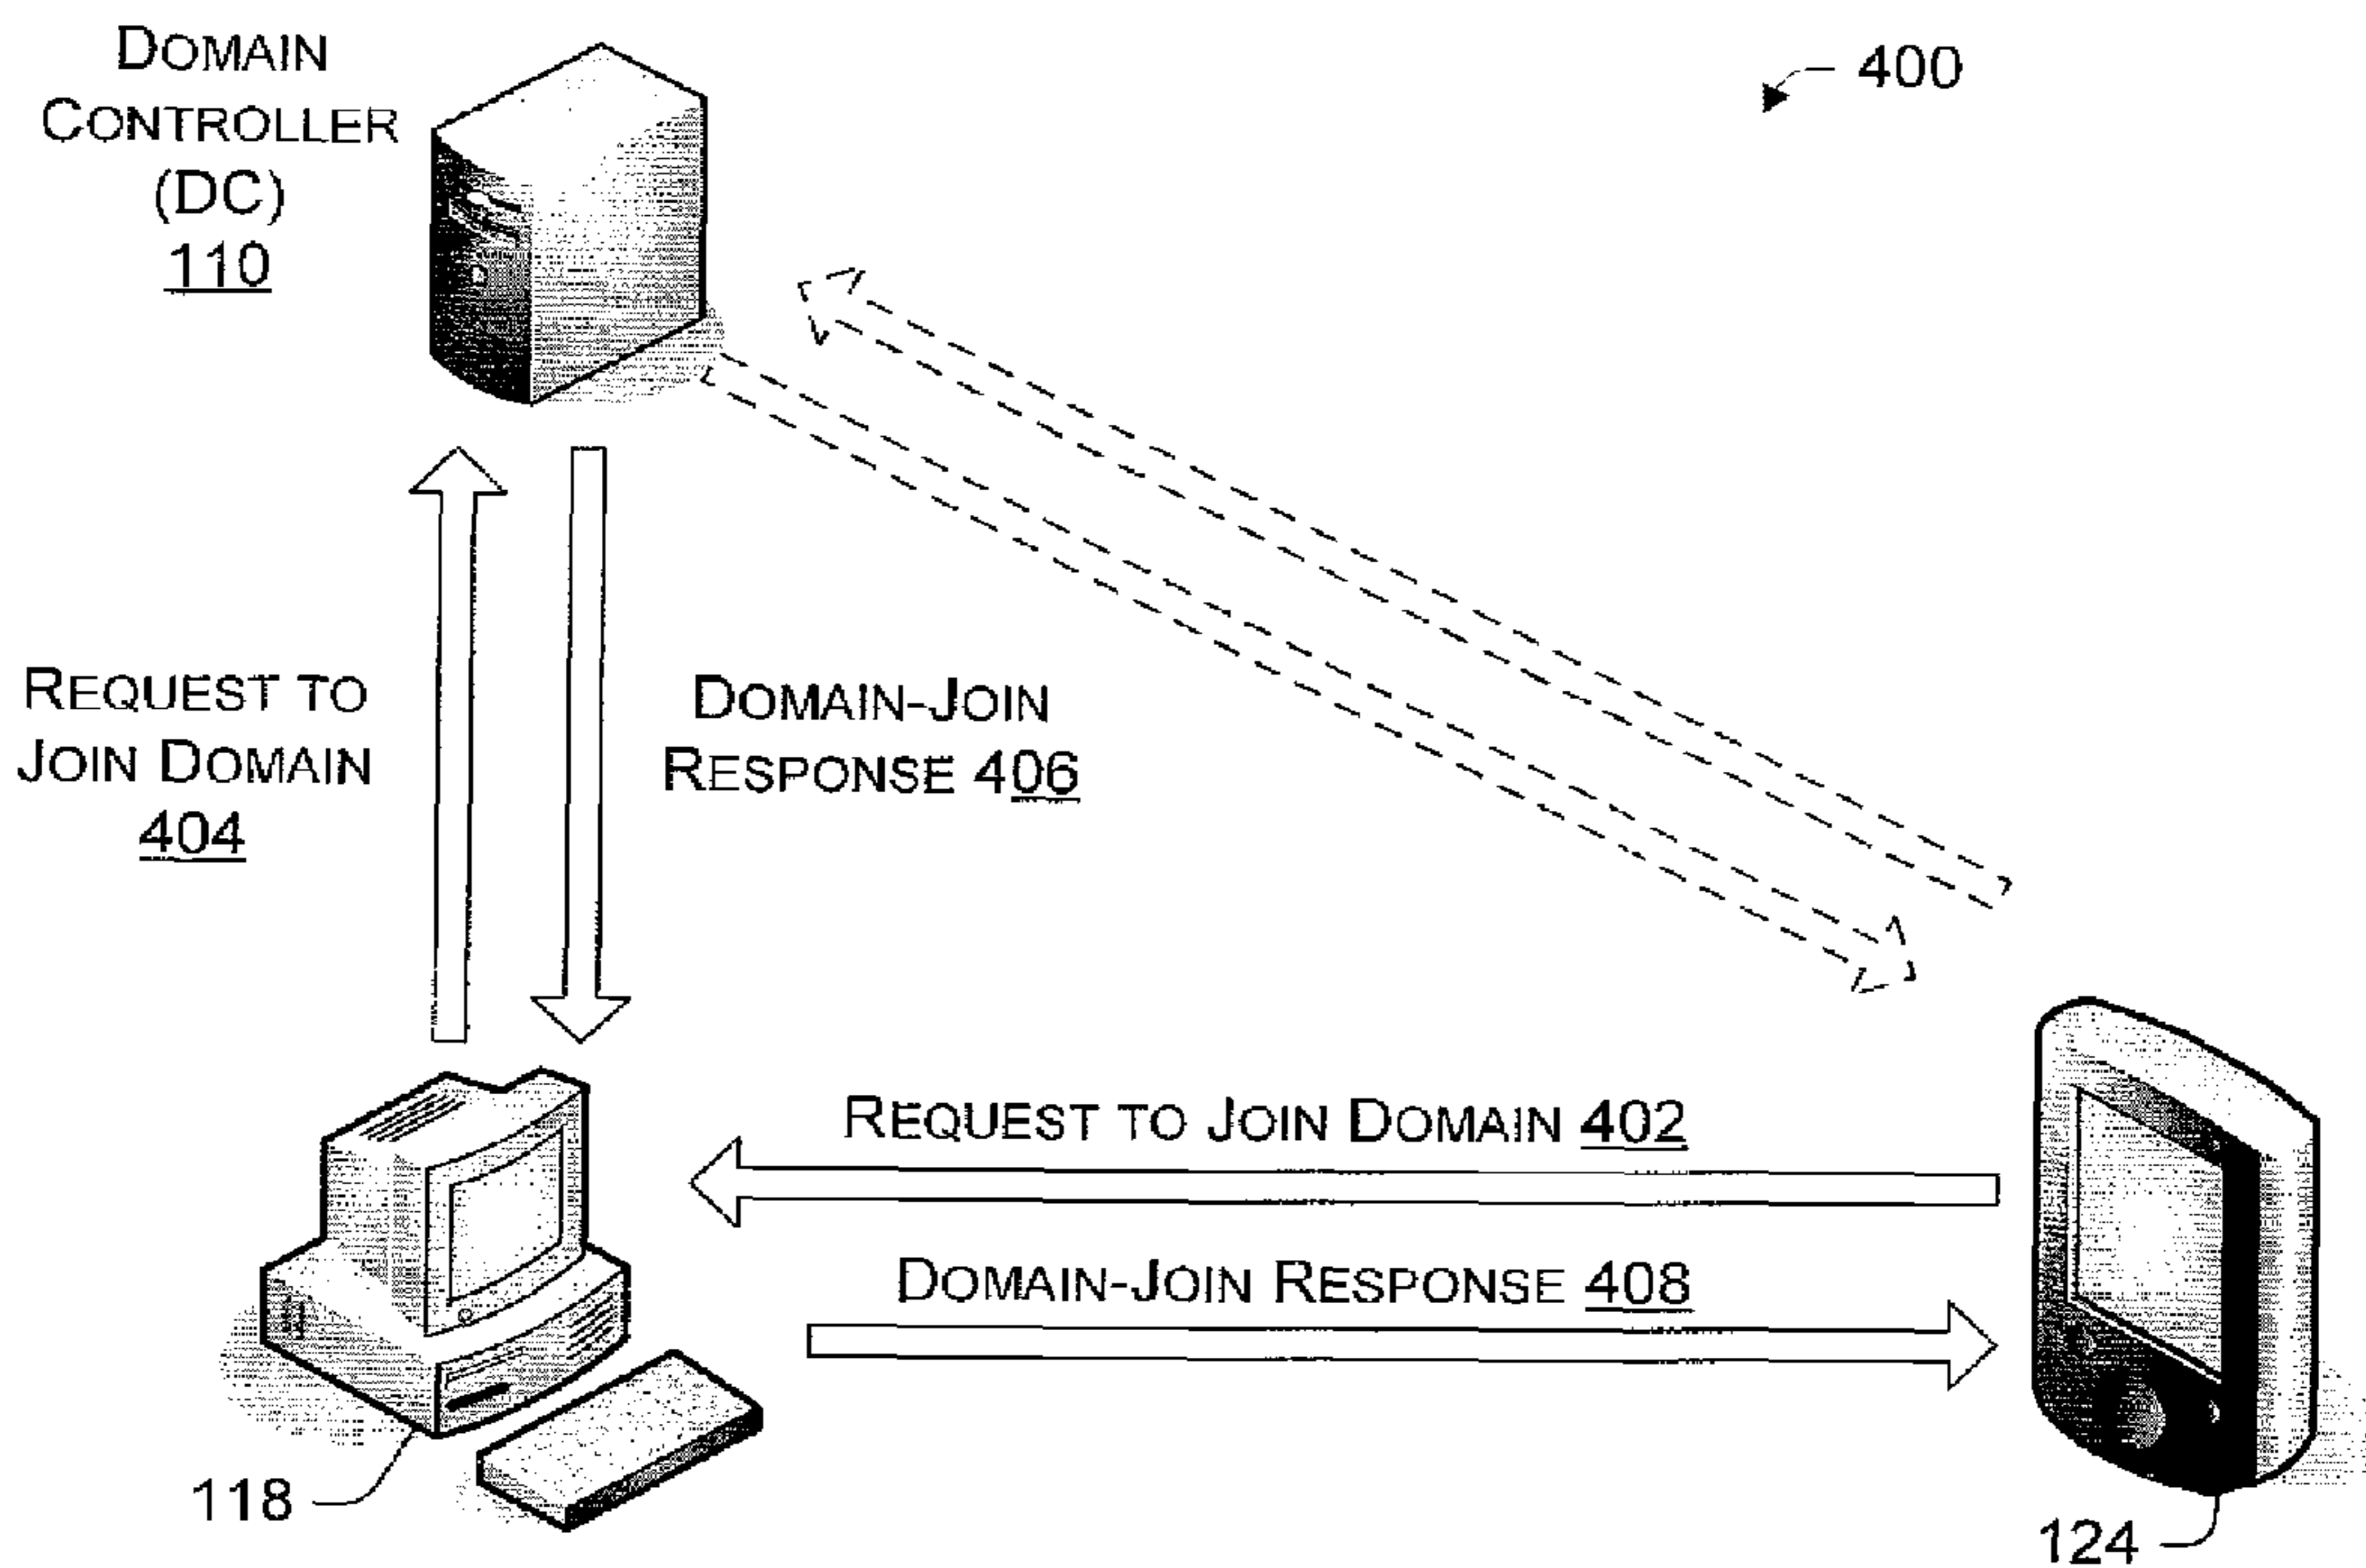 DOMAIN
CONTROLLER
(DC)
110
400
REQUEST TO
JOIN DOMAIN
404
DOMAIN-JOIN
RESPONSE 406
REQUEST TO JOIN DOMAIN 402
DOMAIN-JOIN RESPONSE 408
118
124